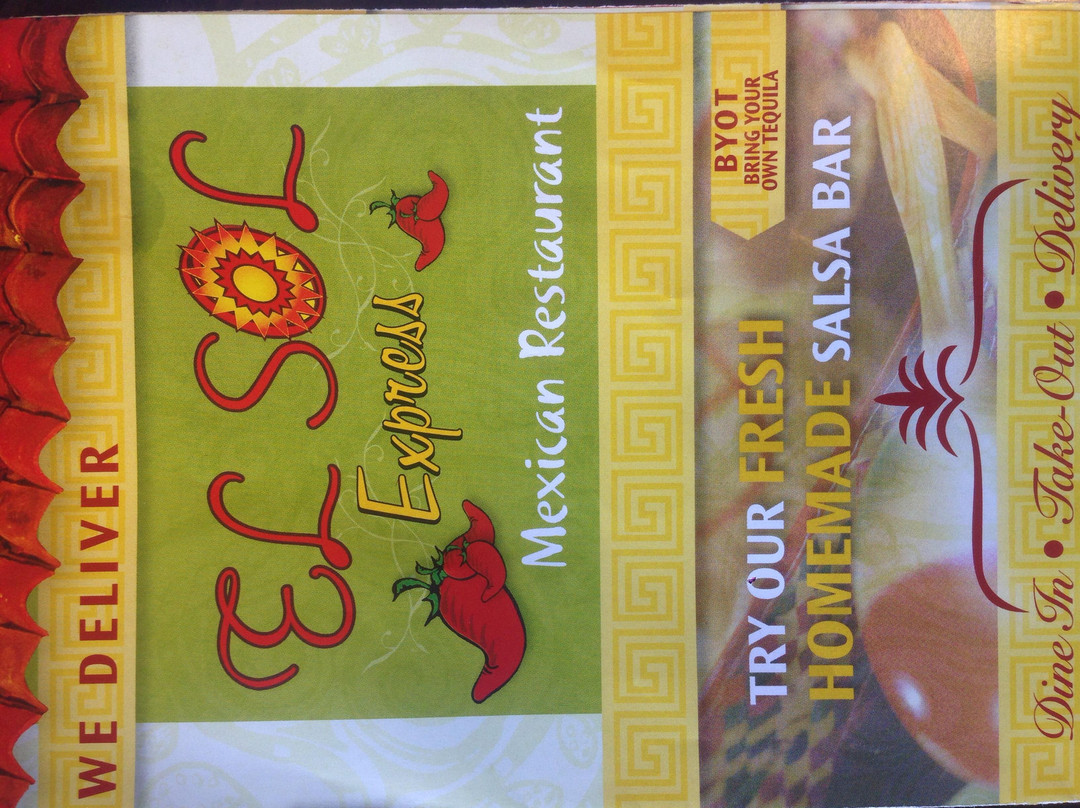 WE DELIVER
EL SOL
Express
Mexican Restaurant
BYOT
BRING YOUR
OWN TEQUILA
TRY OUR FRESH
HOMEMADE SALSA BAR
Dine In • Take-Out • Delivery